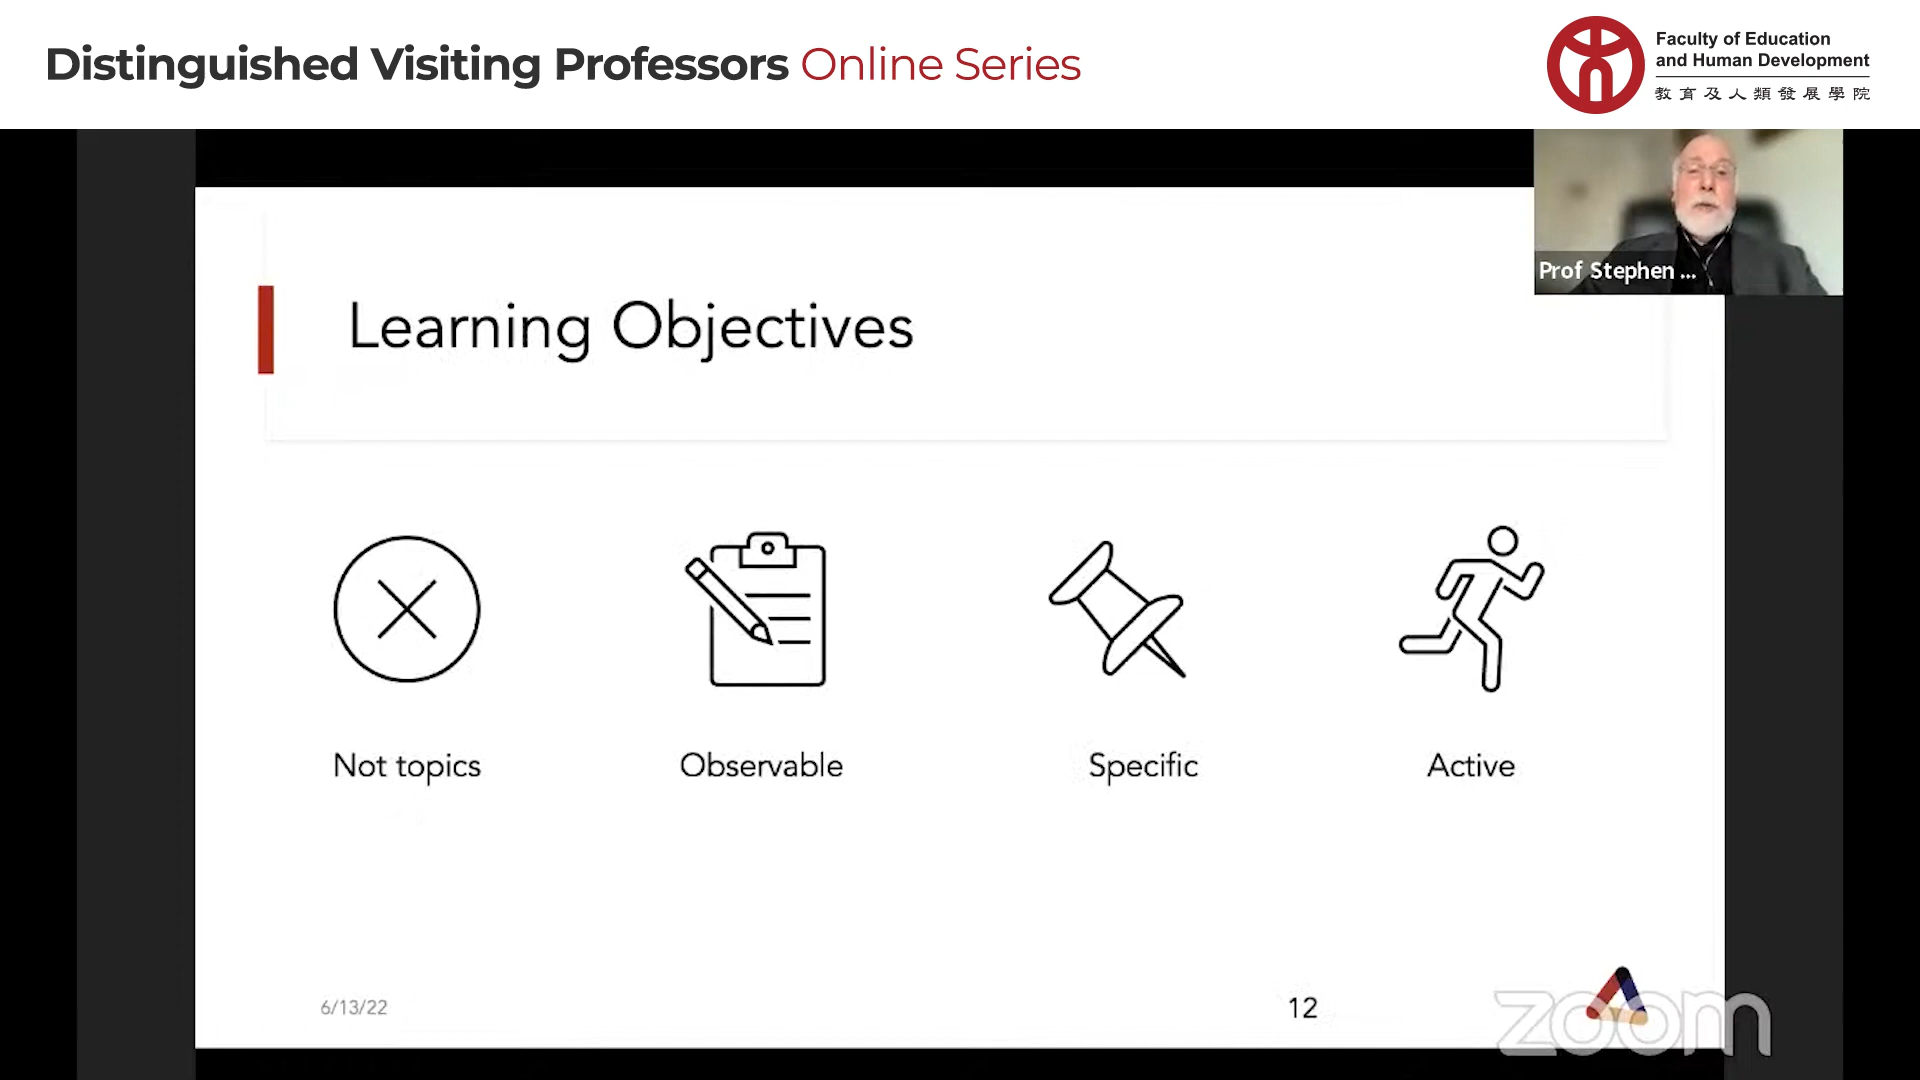 Distinguished Visiting Professors Online Series
Faculty of Education
and Human Development
教育及人類發展學院
Prof Stephen ...
Learning Objectives
Not topics
Observable
Specific
Active
6/13/22
12
zoom